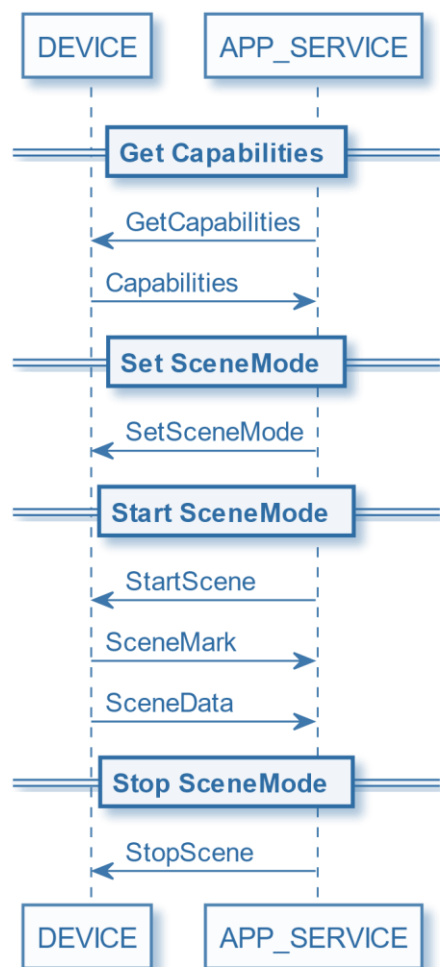 DEVICE APP_SERVICE
Get Capabilities
GetCapabilities
Capabilities
Set SceneMode
SetSceneMode
Start SceneMode
StartScene
SceneMark
SceneData
Stop SceneMode
StopScene
DEVICE APP_SERVICE